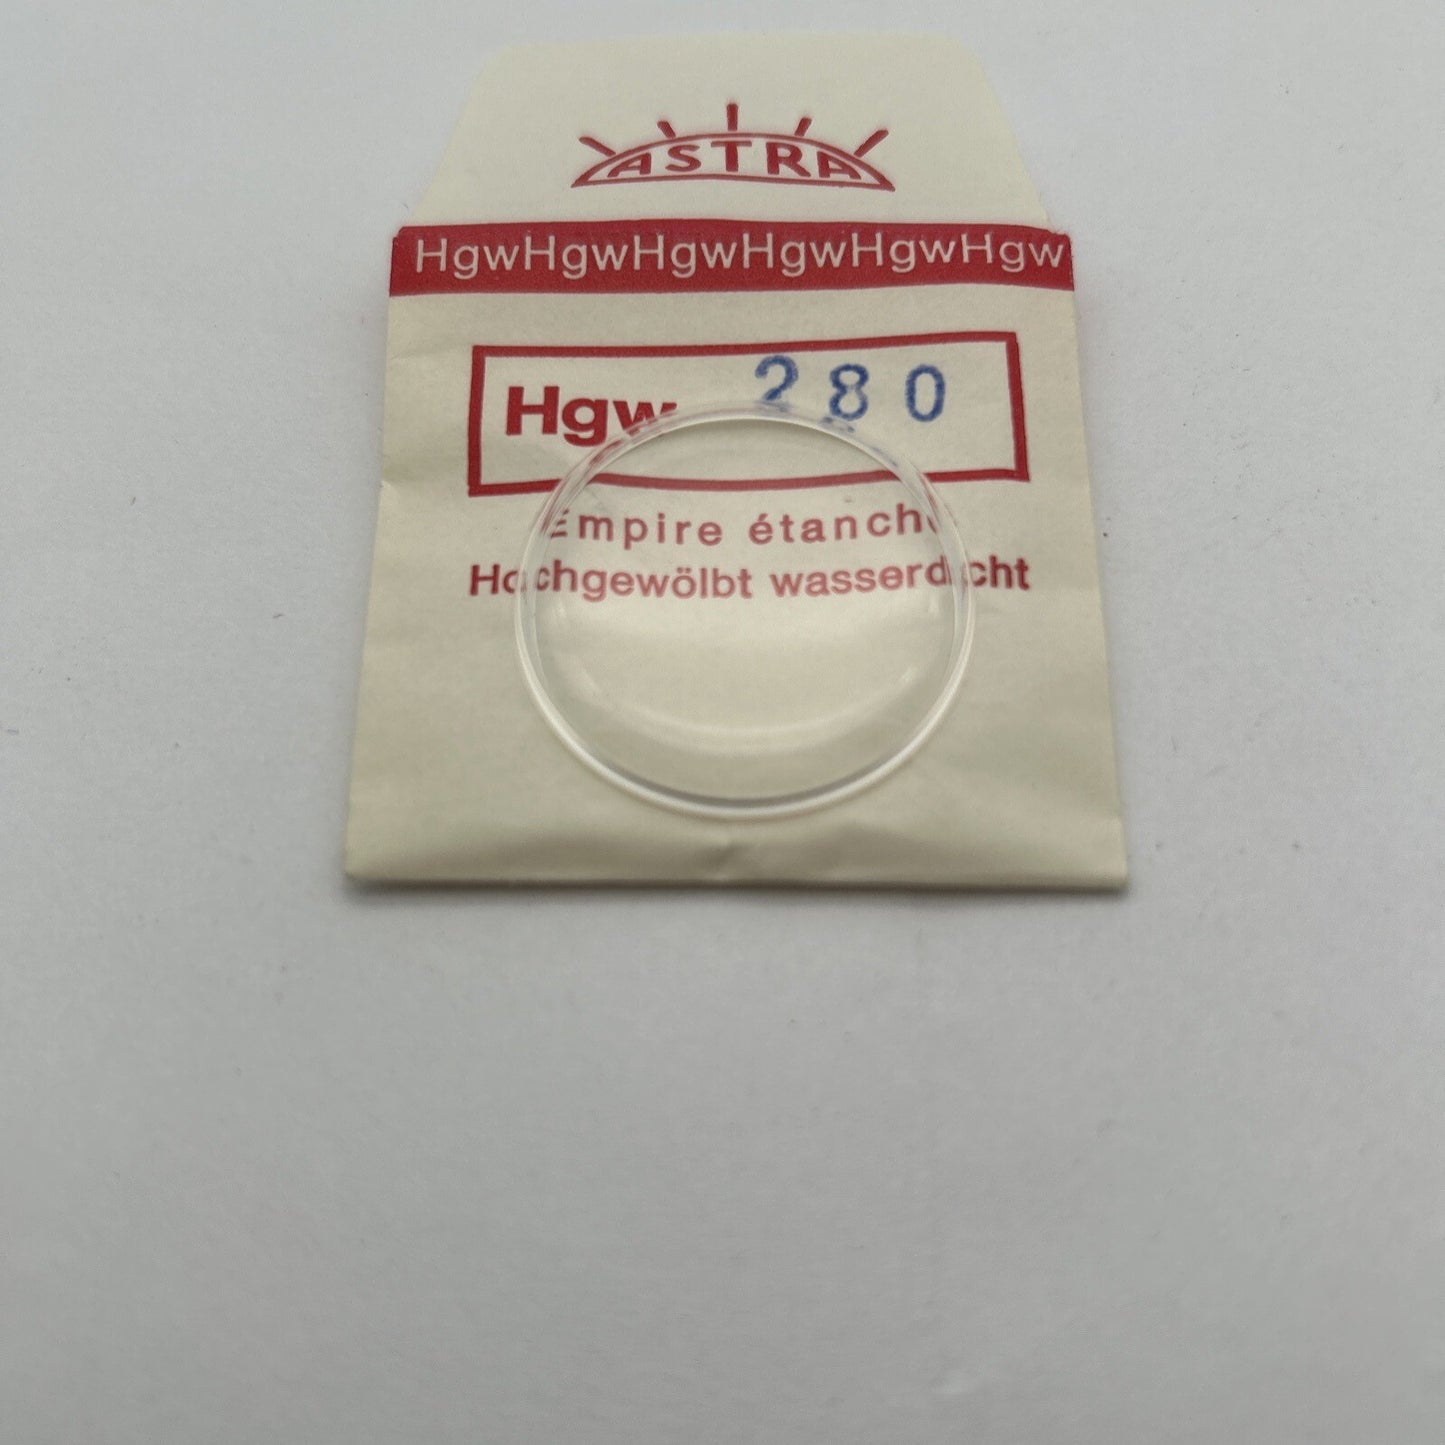 ASTRA
HgwHgwHgwHgwHgwHgw
Hgw 280
Empire étanche
Hochgewölbt wasserdicht